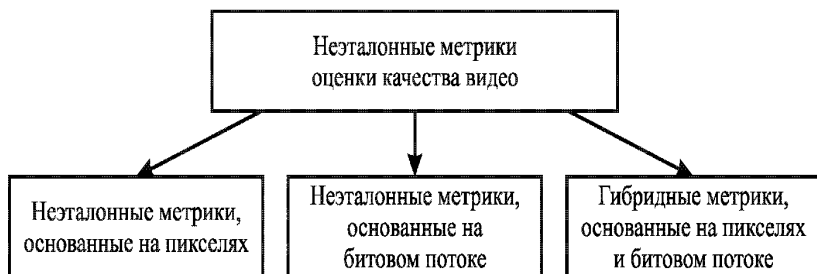 Неэталонные метрики
оценки качества видео
Неэталонные метрики,
основанные на пикселях
Неэталонные метрики,
основанные на
битовом потоке
Гибридные метрики,
основанные на пикселях
и битовом потоке